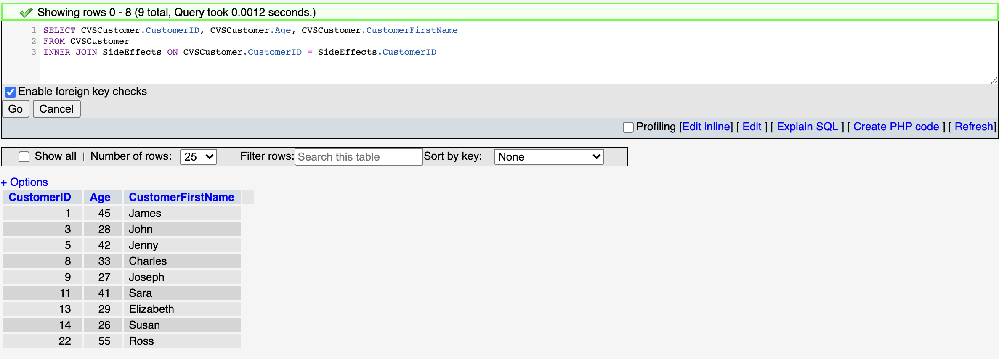 Showing rows 0 - 8 (9 total, Query took 0.0012 seconds.)
1 SELECT CVSCustomer.CustomerID, CVSCustomer.Age, CVSCustomer.CustomerFirstName
2 FROM CVSCustomer
3 INNER JOIN SideEffects ON CVSCustomer.CustomerID = SideEffects.CustomerID
Enable foreign key checks
Go Cancel
Profiling [Edit inline] [ Edit ] [ Explain SQL ] [ Create PHP code ] [ Refresh]
Show all | Number of rows: 25 Filter rows: Search this table Sort by key: None
+ Options
CustomerID Age CustomerFirstName
1 45 James
3 28 John
5 42 Jenny
8 33 Charles
9 27 Joseph
11 41 Sara
13 29 Elizabeth
14 26 Susan
22 55 Ross